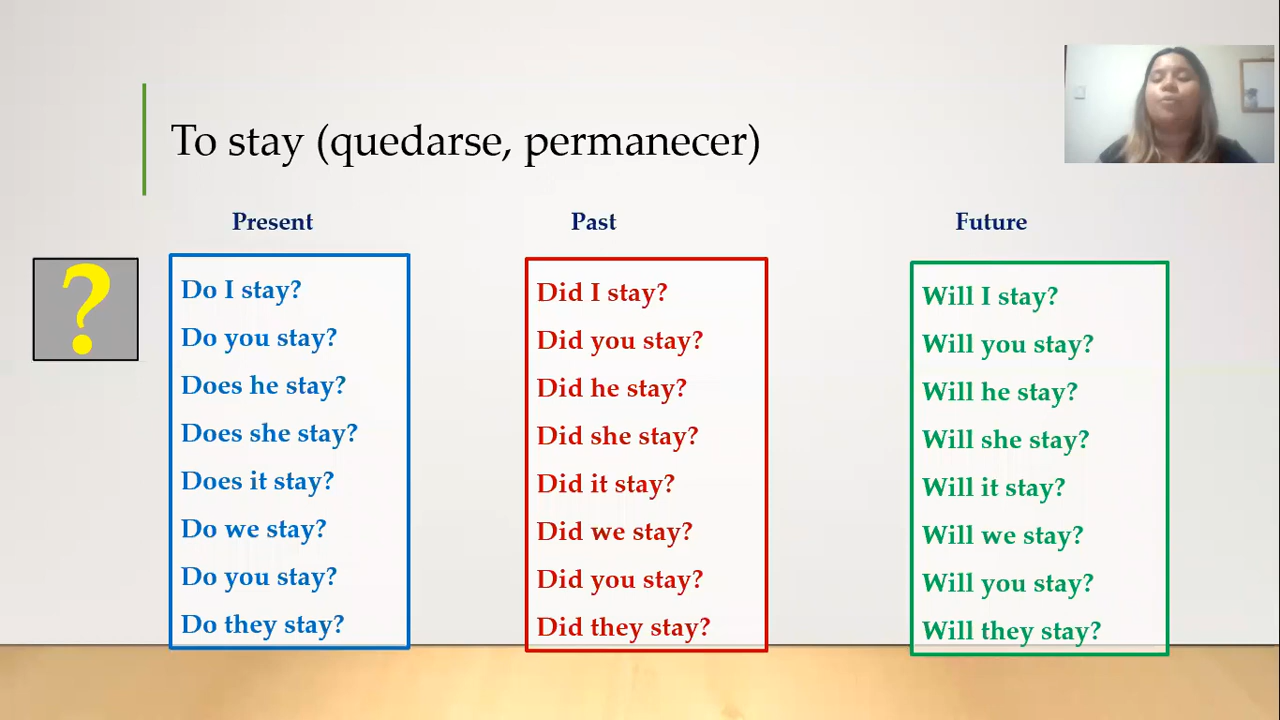 To stay (quedarse, permanecer)
Present
Past
Future
?
Do I stay?
Do you stay?
Does he stay?
Does she stay?
Does it stay?
Do we stay?
Do you stay?
Do they stay?
Did I stay?
Did you stay?
Did he stay?
Did she stay?
Did it stay?
Did we stay?
Did you stay?
Did they stay?
Will I stay?
Will you stay?
Will he stay?
Will she stay?
Will it stay?
Will we stay?
Will you stay?
Will they stay?